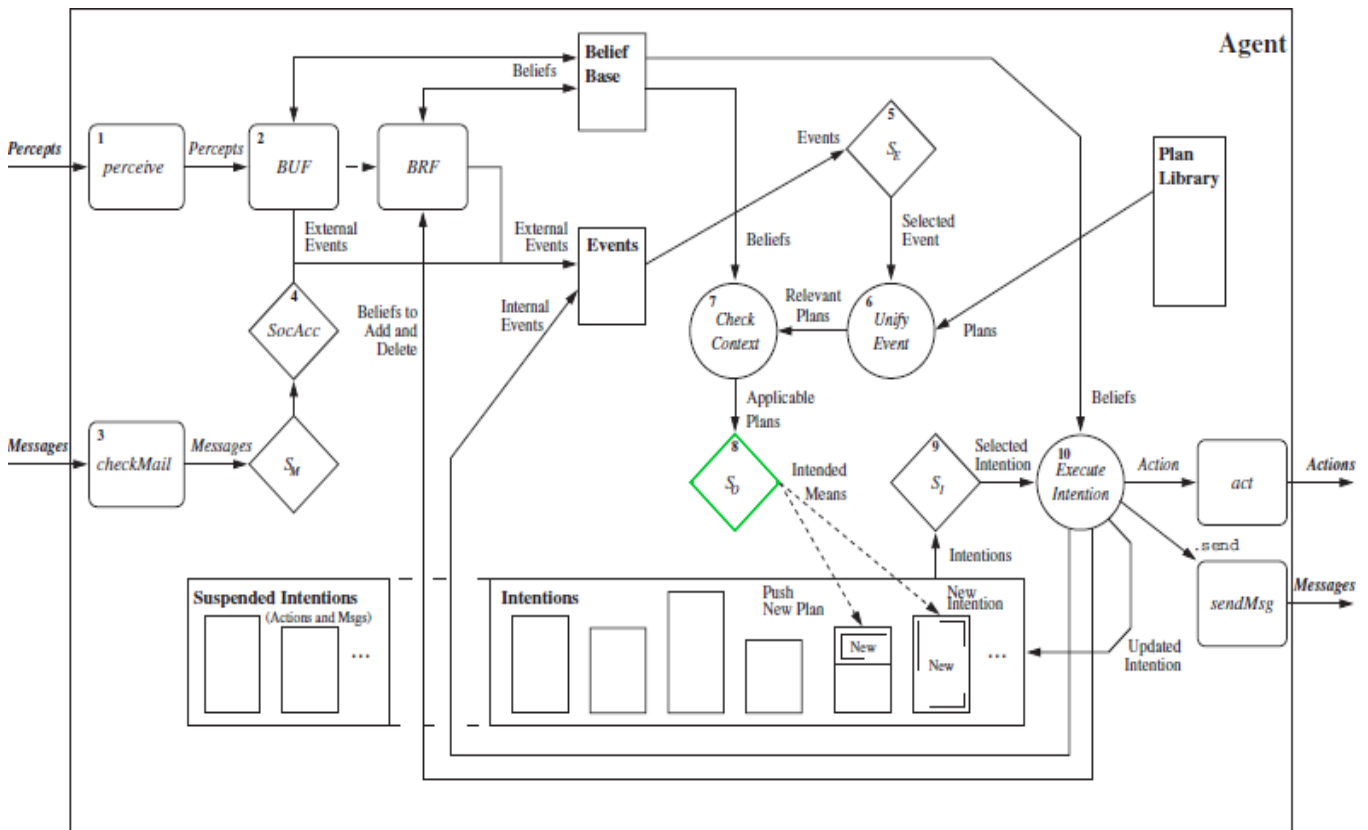 Agent
Belief
Base
Beliefs
Percepts
1
perceive
Percepts
2
BUF
BRF
Events
5
S_E
Plan
Library
External
Events
External
Events
Events
Beliefs
Selected
Event
4
SocAcc
Beliefs to
Add and
Delete
Internal
Events
7
Check
Context
Relevant
Plans
6
Unify
Event
Plans
Applicable
Plans
Beliefs
Messages
3
checkMail
Messages
S_M
8
S_O
Intended
Means
9
S_I
Selected
Intention
10
Execute
Intention
Action
act
Actions
.send
Intentions
Suspended Intentions
(Actions and Msgs)
...
Intentions
Push
New Plan
New
Intention
New
New
...
sendMsg
Messages
Updated
Intention